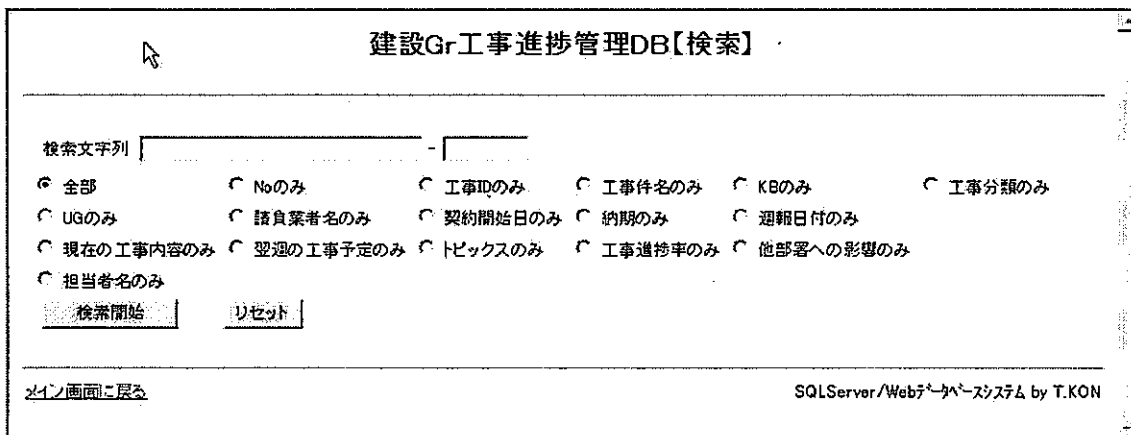 建設Gr工事進捗管理DB【検索】
検索文字列 -
全部 Noのみ 工事IDのみ 工事件名のみ KBのみ 工事分類のみ
UGのみ 請負業者名のみ 契約開始日のみ 納期のみ 週報日付のみ
現在の工事内容のみ 翌週の工事予定のみ トピックスのみ 工事進捗率のみ 他部署への影響のみ
担当者名のみ
検索開始 リセット
メイン画面に戻る SQLServer/Webデータベースシステム by T.KON